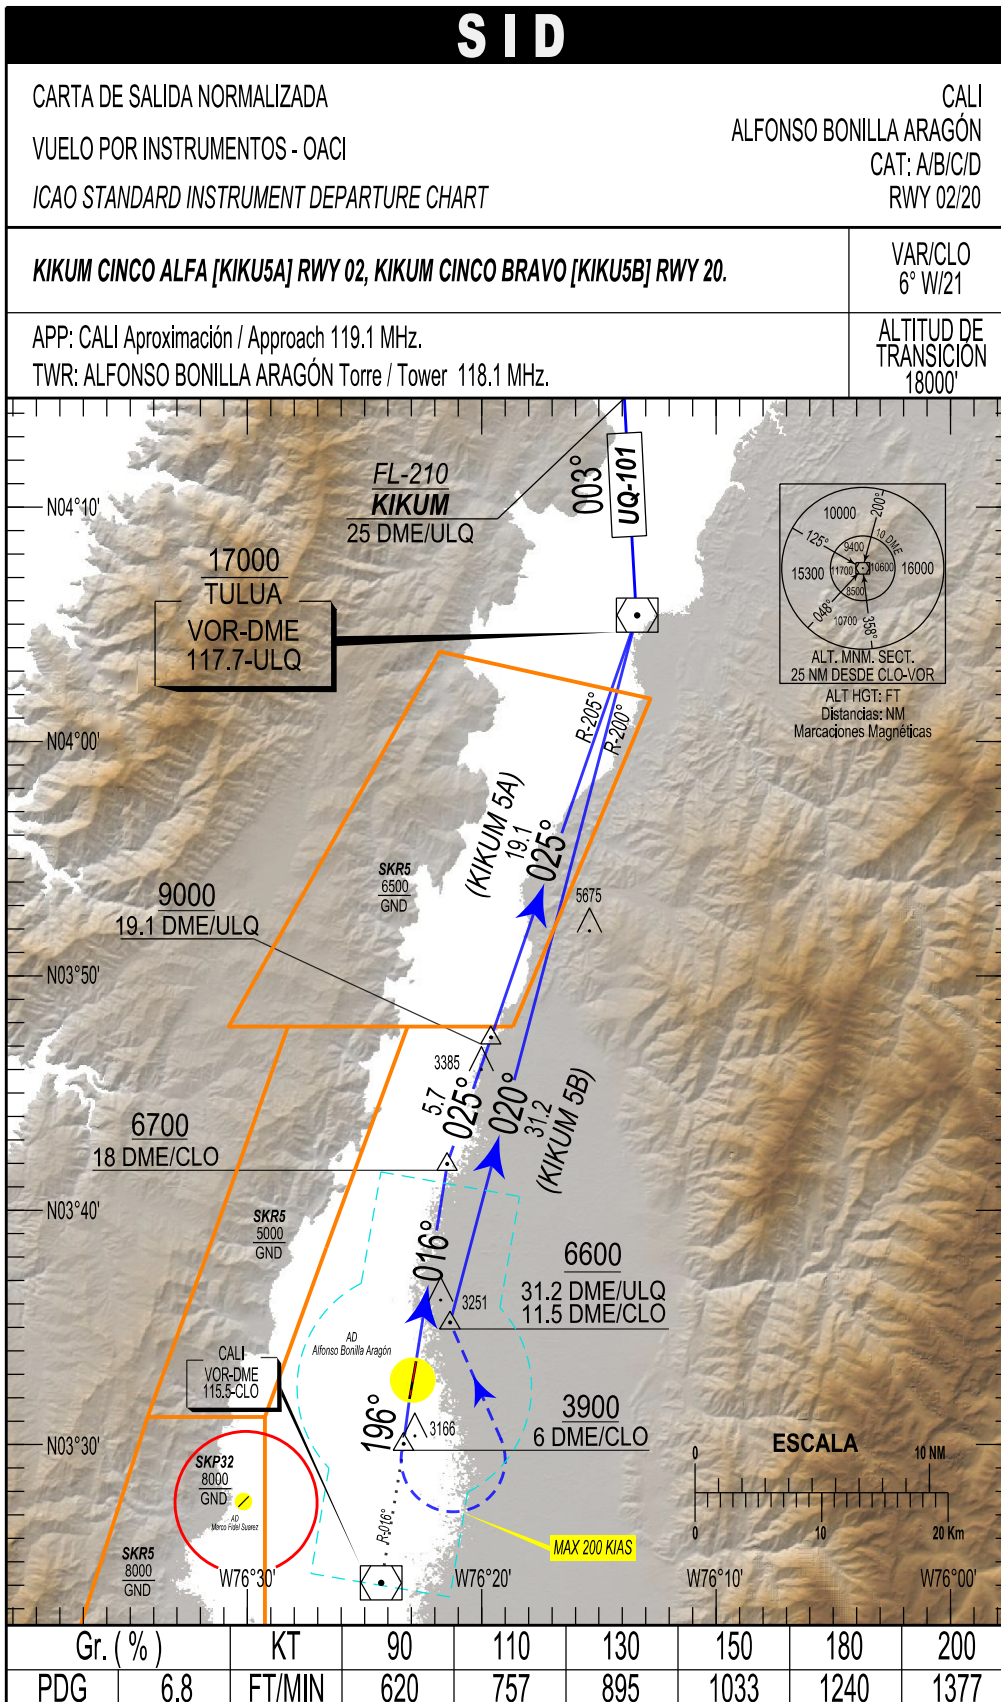 SID
CARTA DE SALIDA NORMALIZADA
VUELO POR INSTRUMENTOS - OACI
ICAO STANDARD INSTRUMENT DEPARTURE CHART
CALI
ALFONSO BONILLA ARAGÓN
CAT: A/B/C/D
RWY 02/20
KIKUM CINCO ALFA [KIKU5A] RWY 02, KIKUM CINCO BRAVO [KIKU5B] RWY 20.
VAR/CLO
6° W/21
APP: CALI Aproximación / Approach 119.1 MHz.
TWR: ALFONSO BONILLA ARAGÓN Torre / Tower 118.1 MHz.
ALTITUD DE
TRANSICIÓN
18000'
FL-210
KIKUM
25 DME/ULQ
003°
UQ-101
N04°10'
17000
TULUA
VOR-DME
117.7-ULQ
10000
200°
125°
10 DME
9400
15300
11700
10600
16000
8500
048°
10700
358°
ALT. MNM. SECT.
25 NM DESDE CLO-VOR
ALT HGT: FT
Distancias: NM
Marcaciones Magnéticas
R-205°
R-200°
N04°00'
(KIKUM 5A)
19.1
025°
SKR5
6500
GND
5675
9000
19.1 DME/ULQ
N03°50'
3385
5.7
025°
020°
31.2
(KIKUM 5B)
6700
18 DME/CLO
N03°40'
SKR5
5000
GND
016°
6600
31.2 DME/ULQ
11.5 DME/CLO
3251
AD
Alfonso Bonilla Aragón
CALI
VOR-DME
115.5-CLO
196°
3166
3900
6 DME/CLO
N03°30'
SKP32
8000
GND
AD
Marco Fidel Suarez
ESCALA
0
10 NM
0
10
20 Km
R-016°
MAX 200 KIAS
SKR5
8000
GND
W76°30'
W76°20'
W76°10'
W76°00'
Gr. ( % ) KT 90 110 130 150 180 200
PDG 6.8 FT/MIN 620 757 895 1033 1240 1377